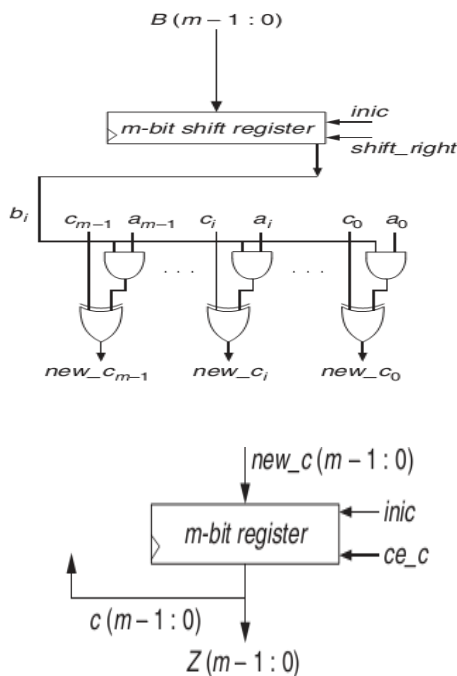 B (m – 1 : 0)
inic
m-bit shift register
shift_right
b_i
c_{m–1} a_{m–1} c_i a_i c_0 a_0
. . . . . .
new_c_{m–1} new_c_i new_c_0
new_c (m – 1 : 0)
m-bit register
inic
ce_c
c (m – 1 : 0)
Z (m – 1 : 0)